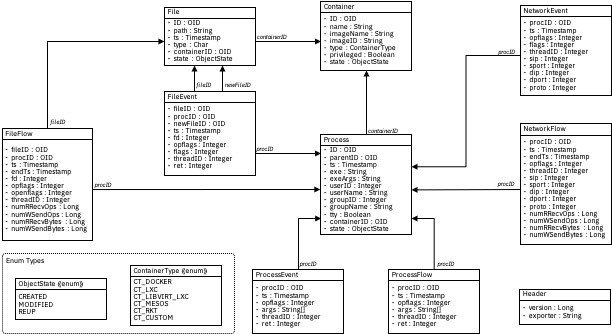 File
- ID : OID
- path : String
- ts : Timestamp
- type : Char
- containerID : OID
- state : ObjectState
containerID
Container
- ID : OID
- name : String
- imageName : String
- imageID : String
- type : ContainerType
- privileged : Boolean
- state : ObjectState
NetworkEvent
- procID : OID
- ts : Timestamp
- opflags : Integer
- flags : Integer
- threadID : Integer
- sip : Integer
- sport : Integer
- dip : Integer
- dport : Integer
- proto : Integer
procID
fileID
newFileID
FileEvent
- fileID : OID
- procID : OID
- newFileID : OID
- ts : Timestamp
- fd : Integer
- opflags : Integer
- flags : Integer
- threadID : Integer
- ret : Integer
procID
fileID
FileFlow
- fileID : OID
- procID : OID
- ts : Timestamp
- endTs : Timestamp
- fd : Integer
- opflags : Integer
- openflags : Integer
- threadID : Integer
- numRRecvOps : Long
- numWSendOps : Long
- numRRecvBytes : Long
- numWSendBytes : Long
procID
containerID
Process
- ID : OID
- parentOID : OID
- ts : Timestamp
- exe : String
- exeArgs : String
- userID : Integer
- userName : String
- groupID : Integer
- groupName : String
- tty : Boolean
- containerID : OID
- state : ObjectState
NetworkFlow
- procID : OID
- ts : Timestamp
- endTs : Timestamp
- opflags : Integer
- threadID : Integer
- sip : Integer
- sport : Integer
- dip : Integer
- dport : Integer
- proto : Integer
- numRRecvOps : Long
- numWSendOps : Long
- numRRecvBytes : Long
- numWSendBytes : Long
procID
Enum Types
ObjectState {enum}
CREATED
MODIFIED
REUP
ContainerType {enum}
CT_DOCKER
CT_LXC
CT_LIBVIRT_LXC
CT_MESOS
CT_RKT
CT_CUSTOM
procID
ProcessEvent
- procID : OID
- ts : Timestamp
- opflags : Integer
- args : String[]
- threadID : Integer
- ret : Integer
procID
ProcessFlow
- procID : OID
- ts : Timestamp
- opflags : Integer
- args : String[]
- threadID : Integer
- ret : Integer
Header
- version : Long
- exporter : String